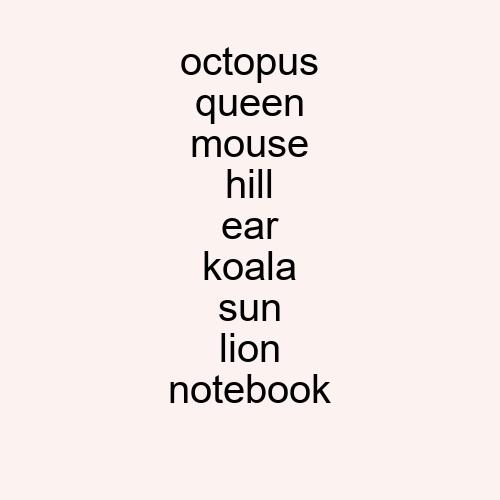 octopus
queen
mouse
hill
ear
koala
sun
lion
notebook